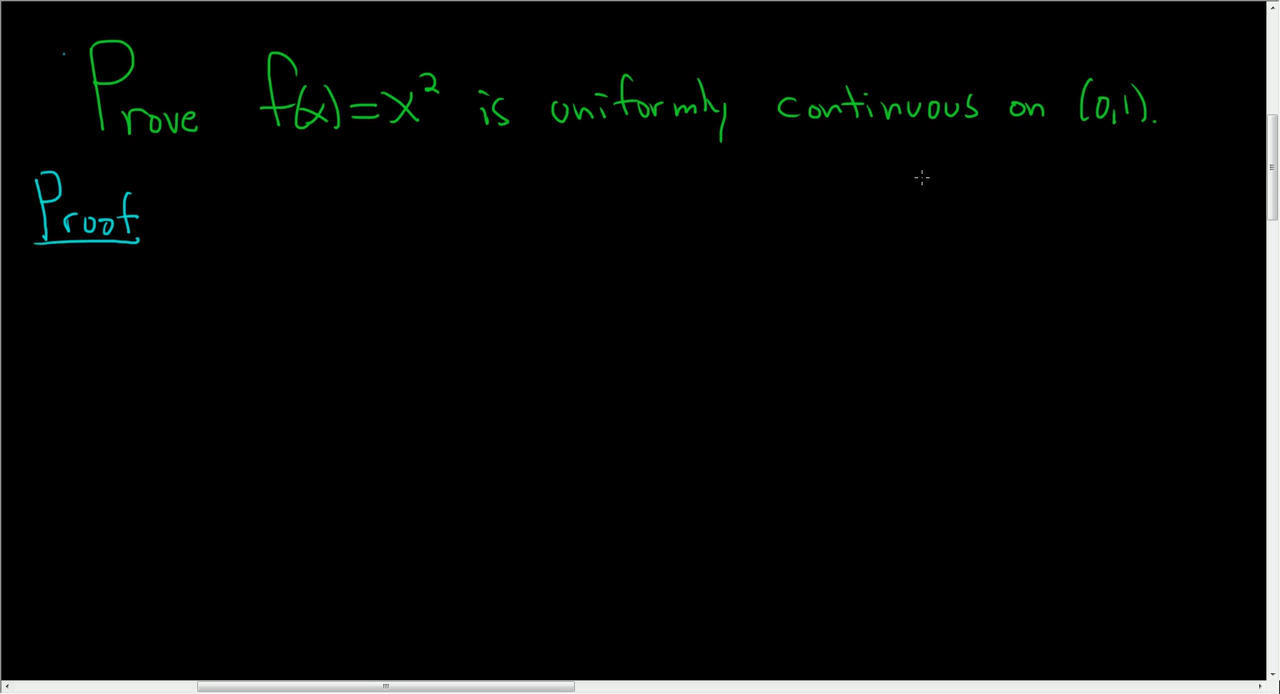 Prove f(x)=x² is uniformly continuous on (0,1).
Proof